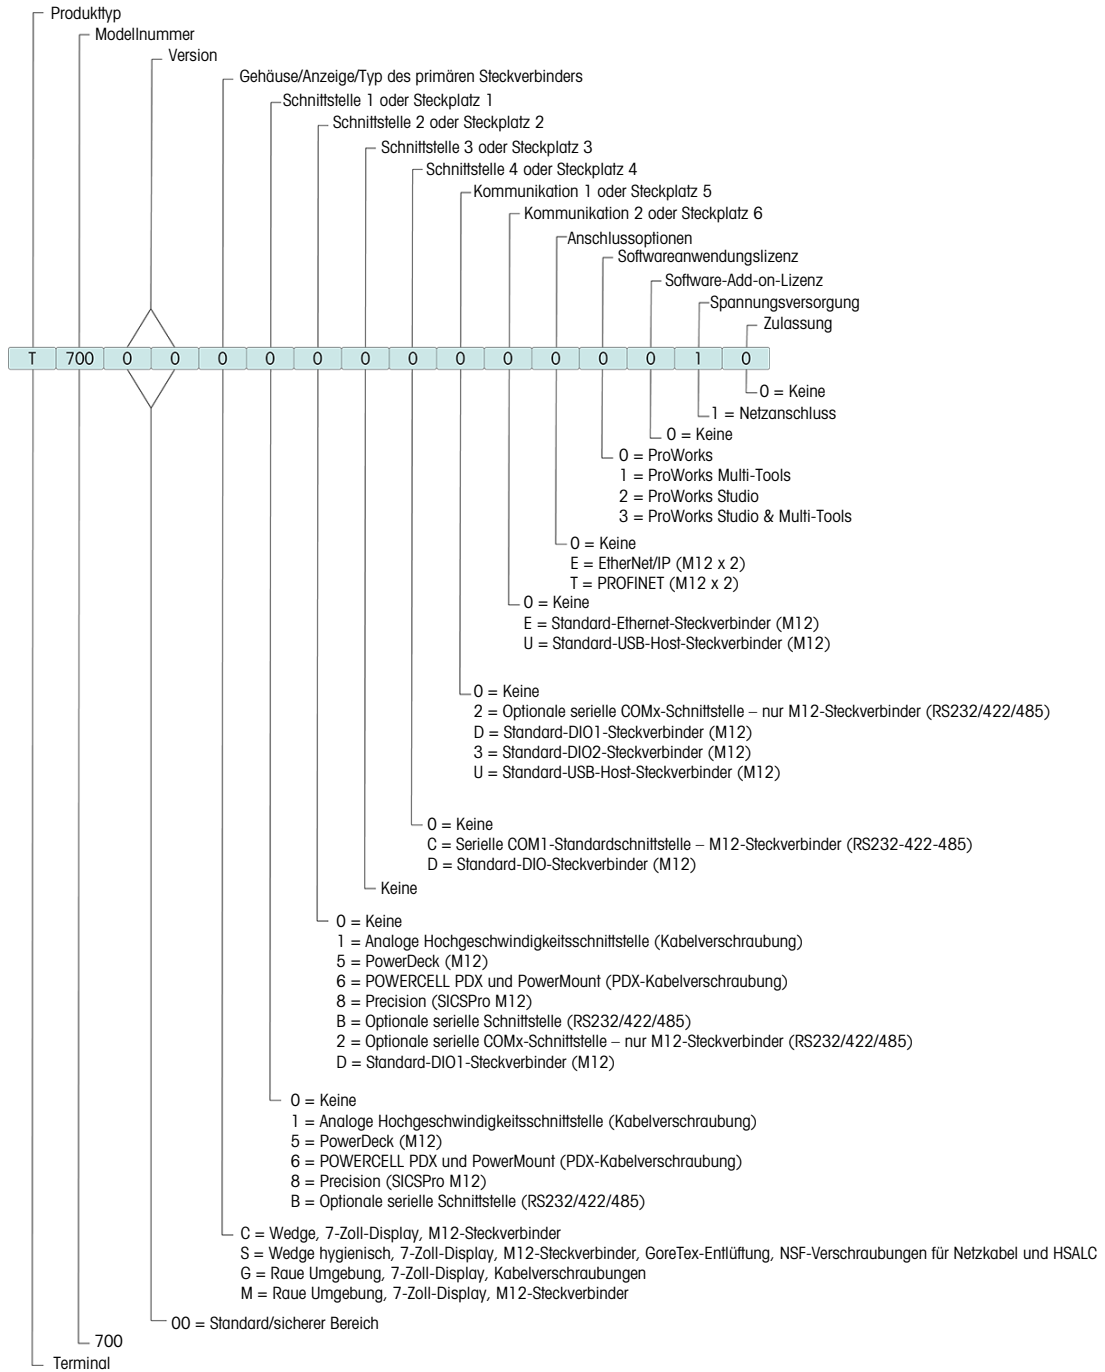 Produkttyp
Modellnummer
Version
Gehäuse/Anzeige/Typ des primären Steckverbinders
Schnittstelle 1 oder Steckplatz 1
Schnittstelle 2 oder Steckplatz 2
Schnittstelle 3 oder Steckplatz 3
Schnittstelle 4 oder Steckplatz 4
Kommunikation 1 oder Steckplatz 5
Kommunikation 2 oder Steckplatz 6
Anschlussoptionen
Softwareanwendungslizenz
Software-Add-on-Lizenz
Spannungsversorgung
Zulassung
T 700 0 0 0 0 0 0 0 0 0 0 0 0 1 0
0 = Keine
1 = Netzanschluss
0 = Keine
0 = ProWorks
1 = ProWorks Multi-Tools
2 = ProWorks Studio
3 = ProWorks Studio & Multi-Tools
0 = Keine
E = EtherNet/IP (M12 x 2)
T = PROFINET (M12 x 2)
0 = Keine
E = Standard-Ethernet-Steckverbinder (M12)
U = Standard-USB-Host-Steckverbinder (M12)
0 = Keine
2 = Optionale serielle COMx-Schnittstelle – nur M12-Steckverbinder (RS232/422/485)
D = Standard-DIO1-Steckverbinder (M12)
3 = Standard-DIO2-Steckverbinder (M12)
U = Standard-USB-Host-Steckverbinder (M12)
0 = Keine
C = Serielle COM1-Standardschnittstelle – M12-Steckverbinder (RS232-422-485)
D = Standard-DIO-Steckverbinder (M12)
Keine
0 = Keine
1 = Analoge Hochgeschwindigkeitsschnittstelle (Kabelverschraubung)
5 = PowerDeck (M12)
6 = POWERCELL PDX und PowerMount (PDX-Kabelverschraubung)
8 = Precision (SICSPro M12)
B = Optionale serielle Schnittstelle (RS232/422/485)
2 = Optionale serielle COMx-Schnittstelle – nur M12-Steckverbinder (RS232/422/485)
D = Standard-DIO1-Steckverbinder (M12)
0 = Keine
1 = Analoge Hochgeschwindigkeitsschnittstelle (Kabelverschraubung)
5 = PowerDeck (M12)
6 = POWERCELL PDX und PowerMount (PDX-Kabelverschraubung)
8 = Precision (SICSPro M12)
B = Optionale serielle Schnittstelle (RS232/422/485)
C = Wedge, 7-Zoll-Display, M12-Steckverbinder
S = Wedge hygienisch, 7-Zoll-Display, M12-Steckverbinder, GoreTex-Entlüftung, NSF-Verschraubungen für Netzkabel und HSALC
G = Raue Umgebung, 7-Zoll-Display, Kabelverschraubungen
M = Raue Umgebung, 7-Zoll-Display, M12-Steckverbinder
00 = Standard/sicherer Bereich
700
Terminal